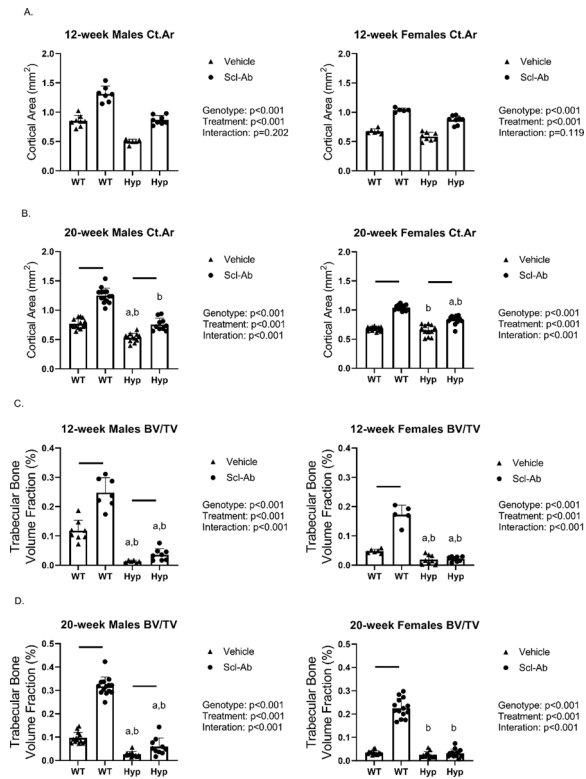 A.
12-week Males Ct.Ar
Cortical Area (mm²)
2.0
1.5
1.0
0.5
0.0
WT WT Hyp Hyp
Vehicle
Scl-Ab
Genotype: p<0.001
Treatment: p<0.001
Interaction: p=0.202
12-week Females Ct.Ar
Cortical Area (mm²)
2.0
1.5
1.0
0.5
0.0
WT WT Hyp Hyp
Vehicle
Scl-Ab
Genotype: p<0.001
Treatment: p<0.001
Interaction: p=0.119
B.
20-week Males Ct.Ar
Cortical Area (mm²)
2.0
1.5
1.0
0.5
0.0
a,b
b
WT WT Hyp Hyp
Vehicle
Scl-Ab
Genotype: p<0.001
Treatment: p<0.001
Interation: p<0.001
20-week Females Ct.Ar
Cortical Area (mm²)
2.0
1.5
1.0
0.5
0.0
b
a,b
WT WT Hyp Hyp
Vehicle
Scl-Ab
Genotype: p<0.001
Treatment: p<0.001
Interation: p<0.001
C.
12-week Males BV/TV
Trabecular Bone
Volume Fraction (%)
0.4
0.3
0.2
0.1
0.0
a,b
a,b
WT WT Hyp Hyp
Vehicle
Scl-Ab
Genotype: p<0.001
Treatment: p<0.001
Interaction: p<0.001
12-week Females BV/TV
Trabecular Bone
Volume Fraction (%)
0.4
0.3
0.2
0.1
0.0
a,b a,b
WT WT Hyp Hyp
Vehicle
Scl-Ab
Genotype: p<0.001
Treatment: p<0.001
Interaction: p<0.001
D.
20-week Males BV/TV
Trabecular Bone
Volume Fraction (%)
0.5
0.4
0.3
0.2
0.1
0.0
a,b
a,b
WT WT Hyp Hyp
Vehicle
Scl-Ab
Genotype: p<0.001
Treatment: p<0.001
Interation: p<0.001
20-week Females BV/TV
Trabecular Bone
Volume Fraction (%)
0.5
0.4
0.3
0.2
0.1
0.0
b b
WT WT Hyp Hyp
Vehicle
Scl-Ab
Genotype: p<0.001
Treatment: p<0.001
Interation: p<0.001